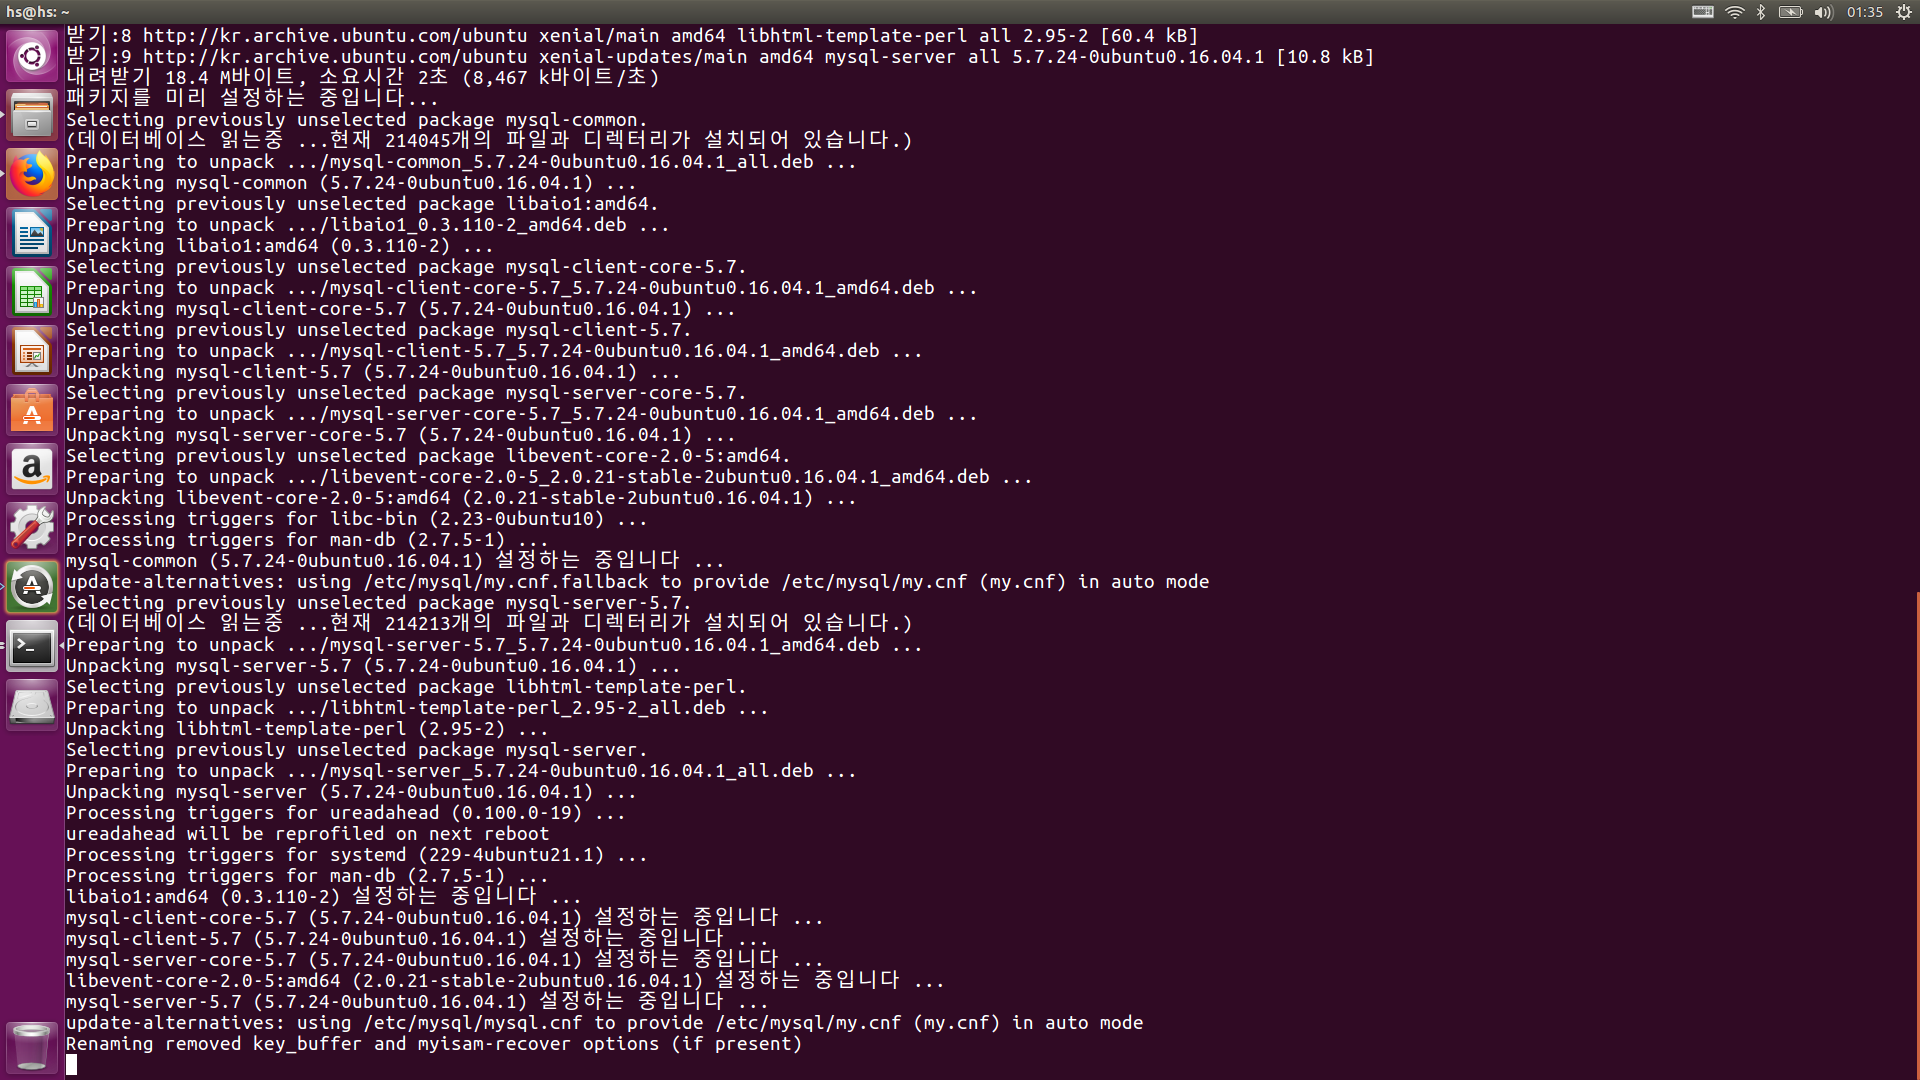 hs@hs: ~
01:35
받기:8 http://kr.archive.ubuntu.com/ubuntu xenial/main amd64 libhtml-template-perl all 2.95-2 [60.4 kB]
받기:9 http://kr.archive.ubuntu.com/ubuntu xenial-updates/main amd64 mysql-server all 5.7.24-0ubuntu0.16.04.1 [10.8 kB]
내려받기 18.4 M바이트, 소요시간 2초 (8,467 k바이트/초)
패키지를 미리 설정하는 중입니다...
Selecting previously unselected package mysql-common.
(데이터베이스 읽는중 ...현재 214045개의 파일과 디렉터리가 설치되어 있습니다.)
Preparing to unpack .../mysql-common_5.7.24-0ubuntu0.16.04.1_all.deb ...
Unpacking mysql-common (5.7.24-0ubuntu0.16.04.1) ...
Selecting previously unselected package libaio1:amd64.
Preparing to unpack .../libaio1_0.3.110-2_amd64.deb ...
Unpacking libaio1:amd64 (0.3.110-2) ...
Selecting previously unselected package mysql-client-core-5.7.
Preparing to unpack .../mysql-client-core-5.7_5.7.24-0ubuntu0.16.04.1_amd64.deb ...
Unpacking mysql-client-core-5.7 (5.7.24-0ubuntu0.16.04.1) ...
Selecting previously unselected package mysql-client-5.7.
Preparing to unpack .../mysql-client-5.7_5.7.24-0ubuntu0.16.04.1_amd64.deb ...
Unpacking mysql-client-5.7 (5.7.24-0ubuntu0.16.04.1) ...
Selecting previously unselected package mysql-server-core-5.7.
Preparing to unpack .../mysql-server-core-5.7_5.7.24-0ubuntu0.16.04.1_amd64.deb ...
Unpacking mysql-server-core-5.7 (5.7.24-0ubuntu0.16.04.1) ...
Selecting previously unselected package libevent-core-2.0-5:amd64.
Preparing to unpack .../libevent-core-2.0-5_2.0.21-stable-2ubuntu0.16.04.1_amd64.deb ...
Unpacking libevent-core-2.0-5:amd64 (2.0.21-stable-2ubuntu0.16.04.1) ...
Processing triggers for libc-bin (2.23-0ubuntu10) ...
Processing triggers for man-db (2.7.5-1) ...
mysql-common (5.7.24-0ubuntu0.16.04.1) 설정하는 중입니다 ...
update-alternatives: using /etc/mysql/my.cnf.fallback to provide /etc/mysql/my.cnf (my.cnf) in auto mode
Selecting previously unselected package mysql-server-5.7.
(데이터베이스 읽는중 ...현재 214213개의 파일과 디렉터리가 설치되어 있습니다.)
Preparing to unpack .../mysql-server-5.7_5.7.24-0ubuntu0.16.04.1_amd64.deb ...
Unpacking mysql-server-5.7 (5.7.24-0ubuntu0.16.04.1) ...
Selecting previously unselected package libhtml-template-perl.
Preparing to unpack .../libhtml-template-perl_2.95-2_all.deb ...
Unpacking libhtml-template-perl (2.95-2) ...
Selecting previously unselected package mysql-server.
Preparing to unpack .../mysql-server_5.7.24-0ubuntu0.16.04.1_all.deb ...
Unpacking mysql-server (5.7.24-0ubuntu0.16.04.1) ...
Processing triggers for ureadahead (0.100.0-19) ...
ureadahead will be reprofiled on next reboot
Processing triggers for systemd (229-4ubuntu21.1) ...
Processing triggers for man-db (2.7.5-1) ...
libaio1:amd64 (0.3.110-2) 설정하는 중입니다 ...
mysql-client-core-5.7 (5.7.24-0ubuntu0.16.04.1) 설정하는 중입니다 ...
mysql-client-5.7 (5.7.24-0ubuntu0.16.04.1) 설정하는 중입니다 ...
mysql-server-core-5.7 (5.7.24-0ubuntu0.16.04.1) 설정하는 중입니다 ...
libevent-core-2.0-5:amd64 (2.0.21-stable-2ubuntu0.16.04.1) 설정하는 중입니다 ...
mysql-server-5.7 (5.7.24-0ubuntu0.16.04.1) 설정하는 중입니다 ...
update-alternatives: using /etc/mysql/mysql.cnf to provide /etc/mysql/my.cnf (my.cnf) in auto mode
Renaming removed key_buffer and myisam-recover options (if present)